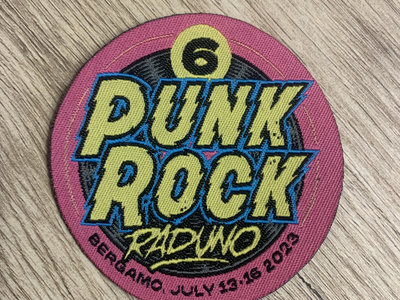 6
PUNK
ROCK
RADUNO
BERGAMO, JULY 13-16 2023